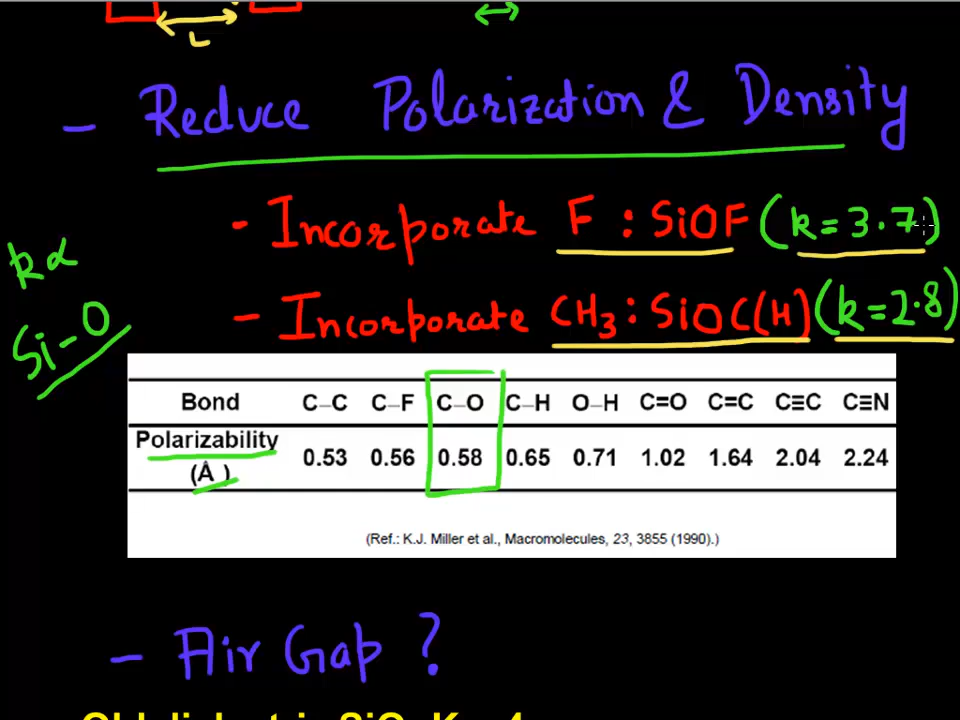 L
- Reduce Polarization & Density
- Incorporate F : SiOF (k = 3.7)
k ∝
- Incorporate CH3 : SiOC(H) (k = 2.8)
Si-O
Bond C–C C–F C–O C–H O–H C=O C=C C≡C C≡N
Polarizability (Å ) 0.53 0.56 0.58 0.65 0.71 1.02 1.64 2.04 2.24
(Ref.: K.J. Miller et al., Macromolecules, 23, 3855 (1990).)
- Air Gap ?